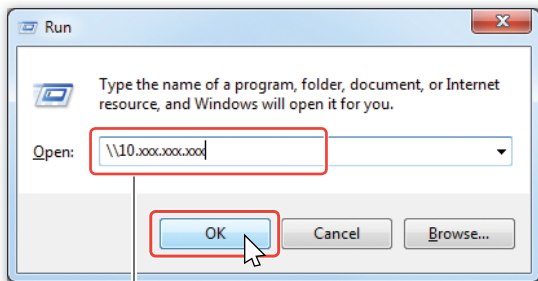 Run
Type the name of a program, folder, document, or Internet
resource, and Windows will open it for you.
Open: \\10.xxx.xxx.xxx
OK Cancel Browse...